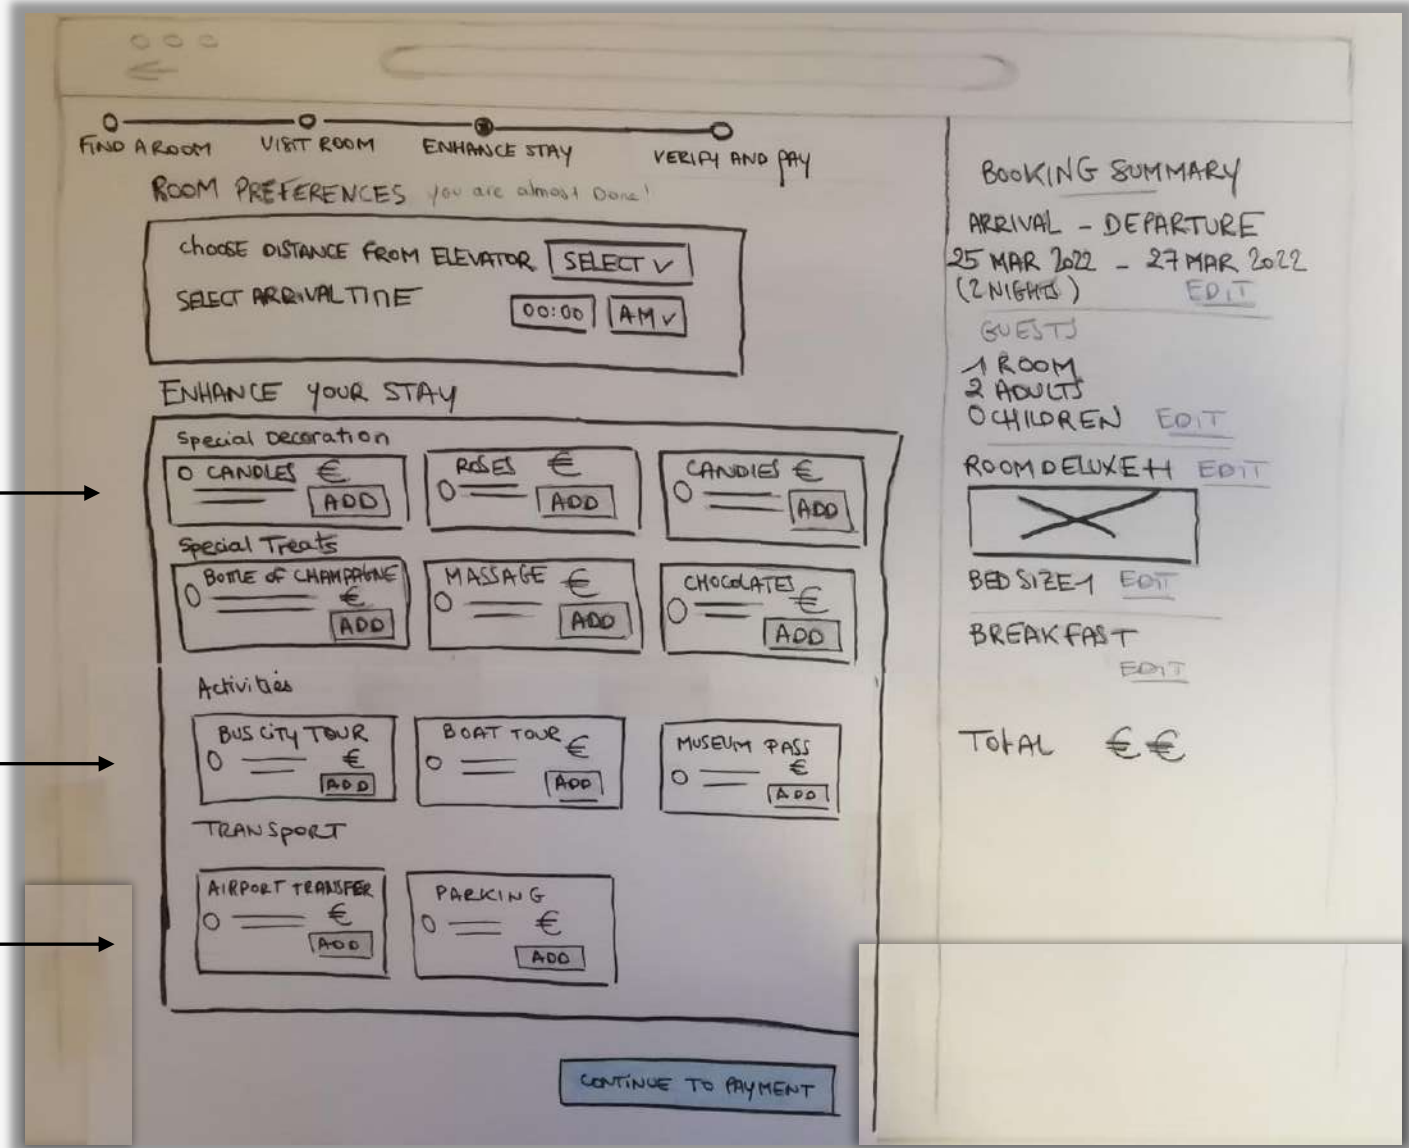 FIND A ROOM
VISIT ROOM
ENHANCE STAY
VERIFY AND PAY
ROOM PREFERENCES you are almost Done!
choose DISTANCE FROM ELEVATOR SELECT
SELECT ARRIVAL TIME 00:00 AM
ENHANCE YOUR STAY
Special Decoration
CANDLES €
ADD
ROSES €
ADD
CANDIES €
ADD
Special Treats
BOTTLE OF CHAMPAGNE
€
ADD
MASSAGE €
ADD
CHOCOLATES €
ADD
Activities
BUS CITY TOUR
€
ADD
BOAT TOUR €
ADD
MUSEUM PASS
€
ADD
TRANSPORT
AIRPORT TRANSFER
€
ADD
PARKING
€
ADD
CONTINUE TO PAYMENT
BOOKING SUMMARY
ARRIVAL - DEPARTURE
25 MAR 2022 - 27 MAR 2022
(2 NIGHTS) EDIT
GUESTS
1 ROOM
2 ADULTS
0 CHILDREN EDIT
ROOM DELUXE EDIT
BED SIZE 1 EDIT
BREAKFAST
EDIT
TOTAL €€